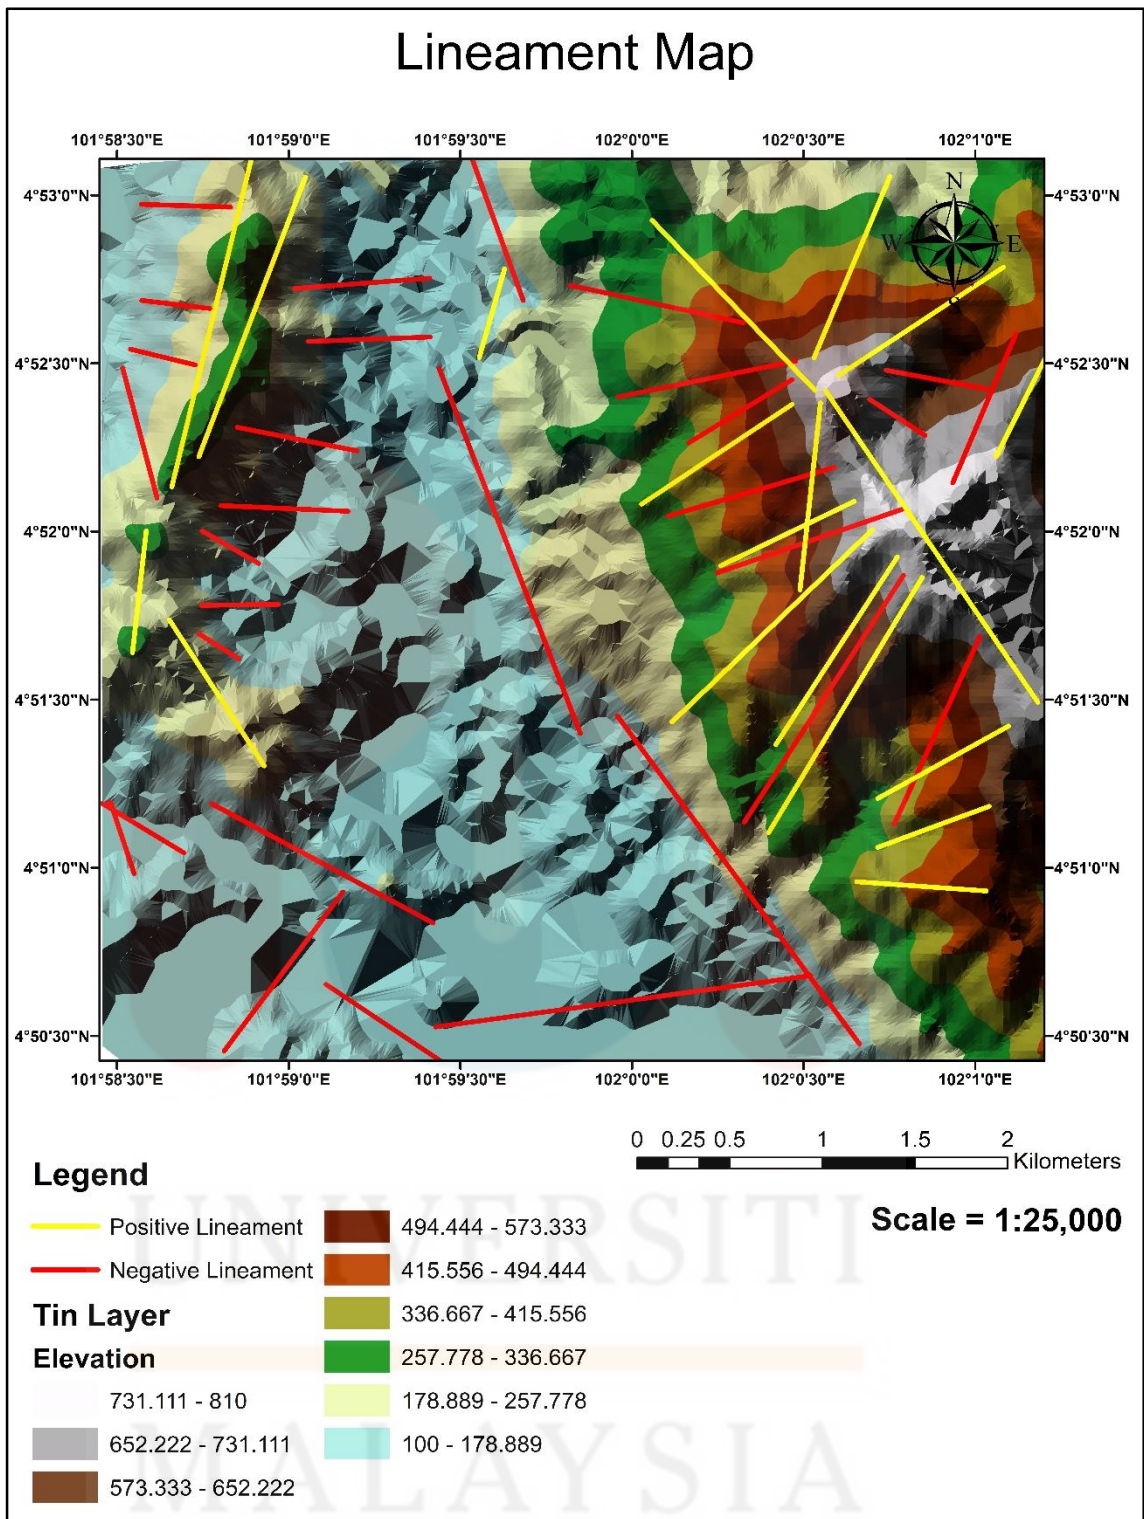 Lineament Map
101°58'30"E 101°59'0"E 101°59'30"E 102°0'0"E 102°0'30"E 102°1'0"E
4°53'0"N 4°53'0"N
N
W E
S
4°52'30"N 4°52'30"N
4°52'0"N 4°52'0"N
4°51'30"N 4°51'30"N
4°51'0"N 4°51'0"N
4°50'30"N 4°50'30"N
101°58'30"E 101°59'0"E 101°59'30"E 102°0'0"E 102°0'30"E 102°1'0"E
0 0.25 0.5 1 1.5 2
Kilometers
Scale = 1:25,000
Legend
Positive Lineament
Negative Lineament
Tin Layer
Elevation
731.111 - 810
652.222 - 731.111
573.333 - 652.222
494.444 - 573.333
415.556 - 494.444
336.667 - 415.556
257.778 - 336.667
178.889 - 257.778
100 - 178.889
UNIVERSITI
MALAYSIA